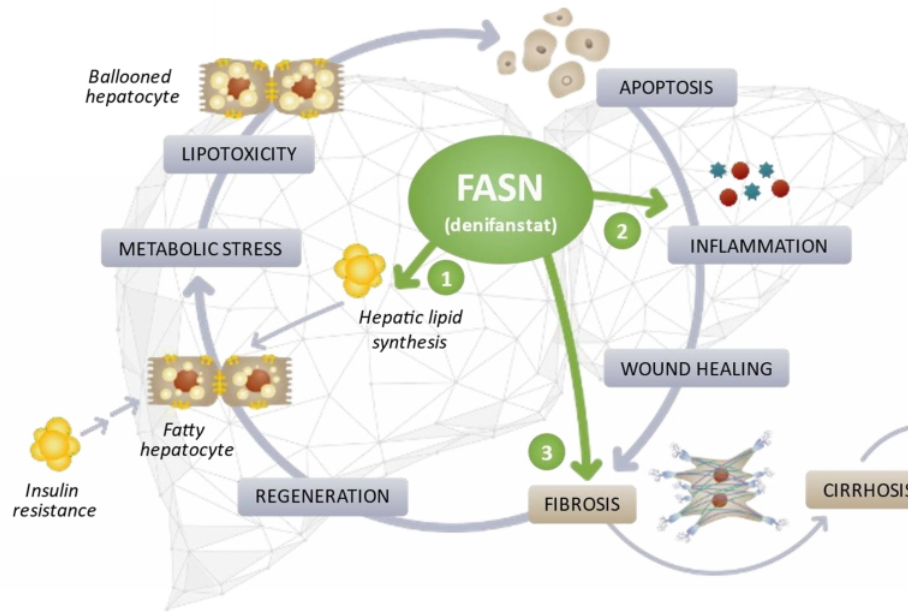 Ballooned
hepatocyte
APOPTOSIS
LIPOTOXICITY
FASN
(denifanstat)
2
METABOLIC STRESS
INFLAMMATION
1
Hepatic lipid
synthesis
WOUND HEALING
Fatty
hepatocyte
3
Insulin
resistance
REGENERATION
FIBROSIS
CIRRHOSIS